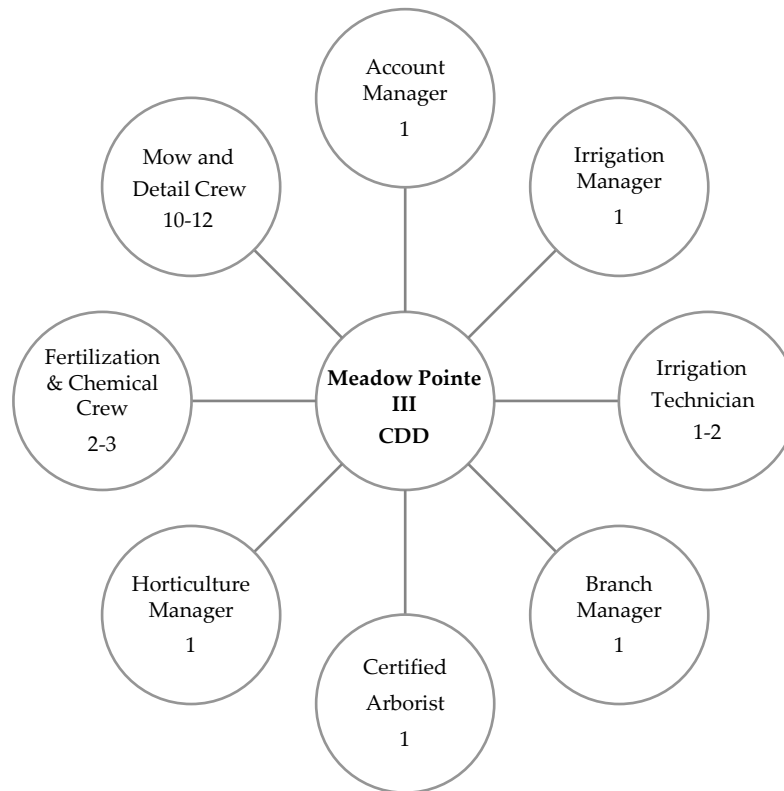 Account
Manager
1
Irrigation
Manager
1
Irrigation
Technician
1-2
Branch
Manager
1
Certified
Arborist
1
Horticulture
Manager
1
Fertilization
& Chemical
Crew
2-3
Mow and
Detail Crew
10-12
Meadow Pointe
III
CDD